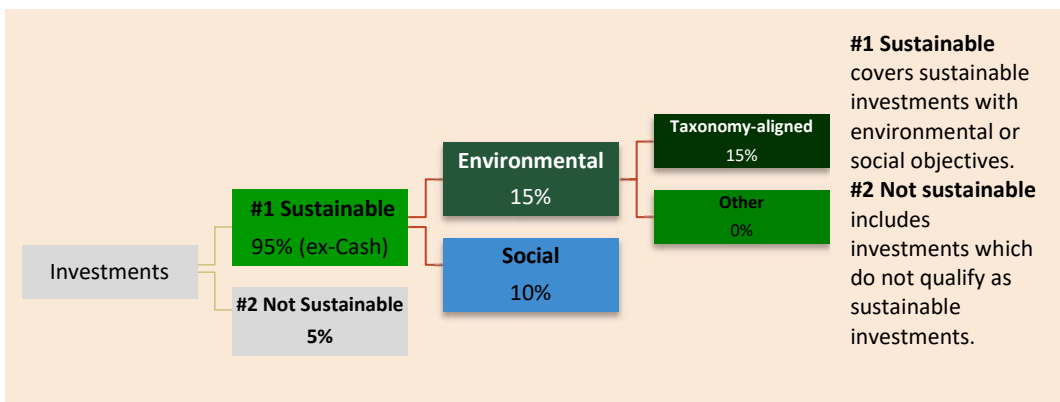 Investments
#1 Sustainable
95% (ex-Cash)
#2 Not Sustainable
5%
Environmental
15%
Social
10%
Taxonomy-aligned
15%
Other
0%
#1 Sustainable
covers sustainable
investments with
environmental or
social objectives.
#2 Not sustainable
includes
investments which
do not qualify as
sustainable
investments.